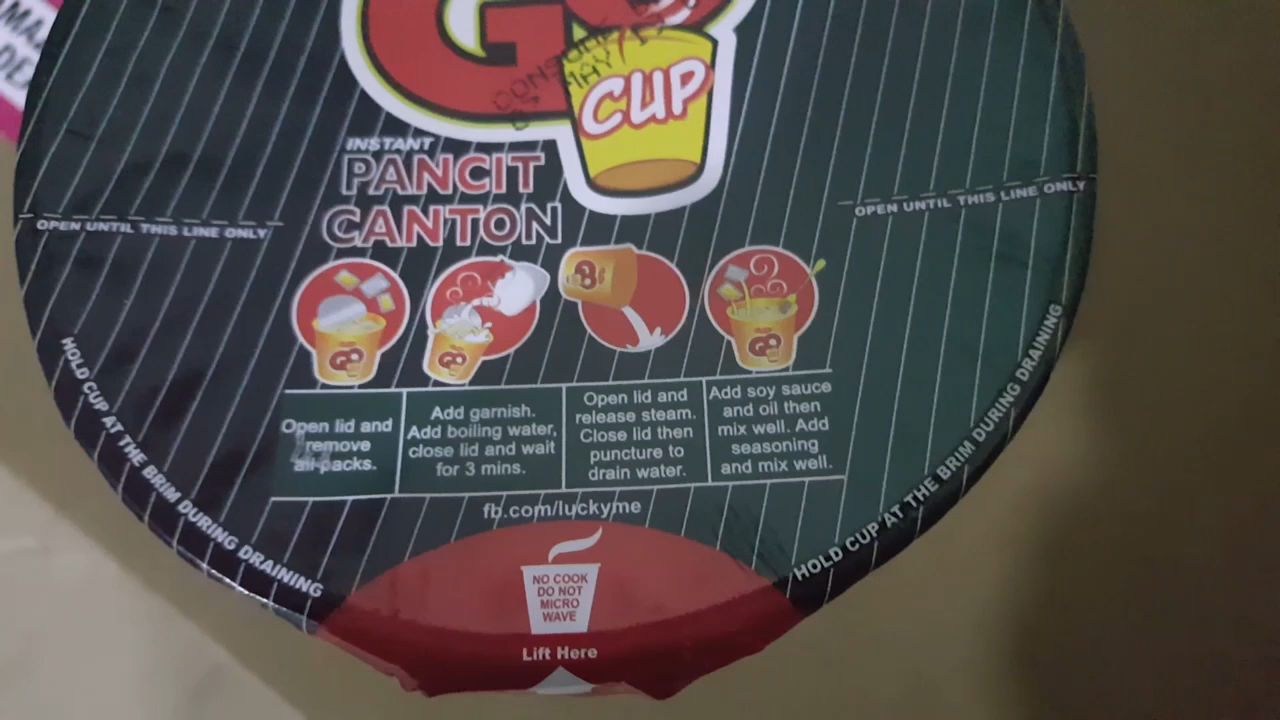 GO
CUP
CONSUME
MAY
INSTANT
PANCIT
CANTON
OPEN UNTIL THIS LINE ONLY
OPEN UNTIL THIS LINE ONLY
Open lid and
remove
all packs.
Add garnish.
Add boiling water,
close lid and wait
for 3 mins.
Open lid and
release steam.
Close lid then
puncture to
drain water.
Add soy sauce
and oil then
mix well. Add
seasoning
and mix well.
HOLD CUP AT THE BRIM DURING DRAINING
HOLD CUP AT THE BRIM DURING DRAINING
fb.com/luckyme
NO COOK
DO NOT
MICRO
WAVE
Lift Here